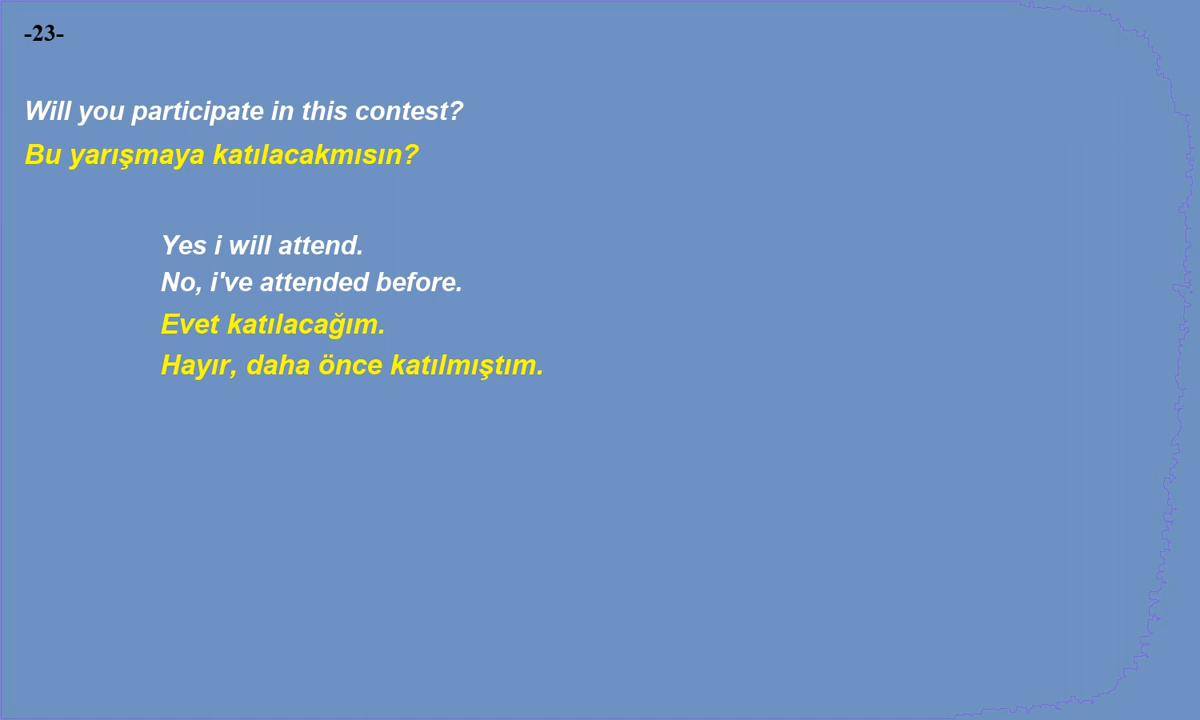 -23-
Will you participate in this contest?
Bu yarışmaya katılacakmısın?
Yes i will attend.
No, i've attended before.
Evet katılacağım.
Hayır, daha önce katılmıştım.